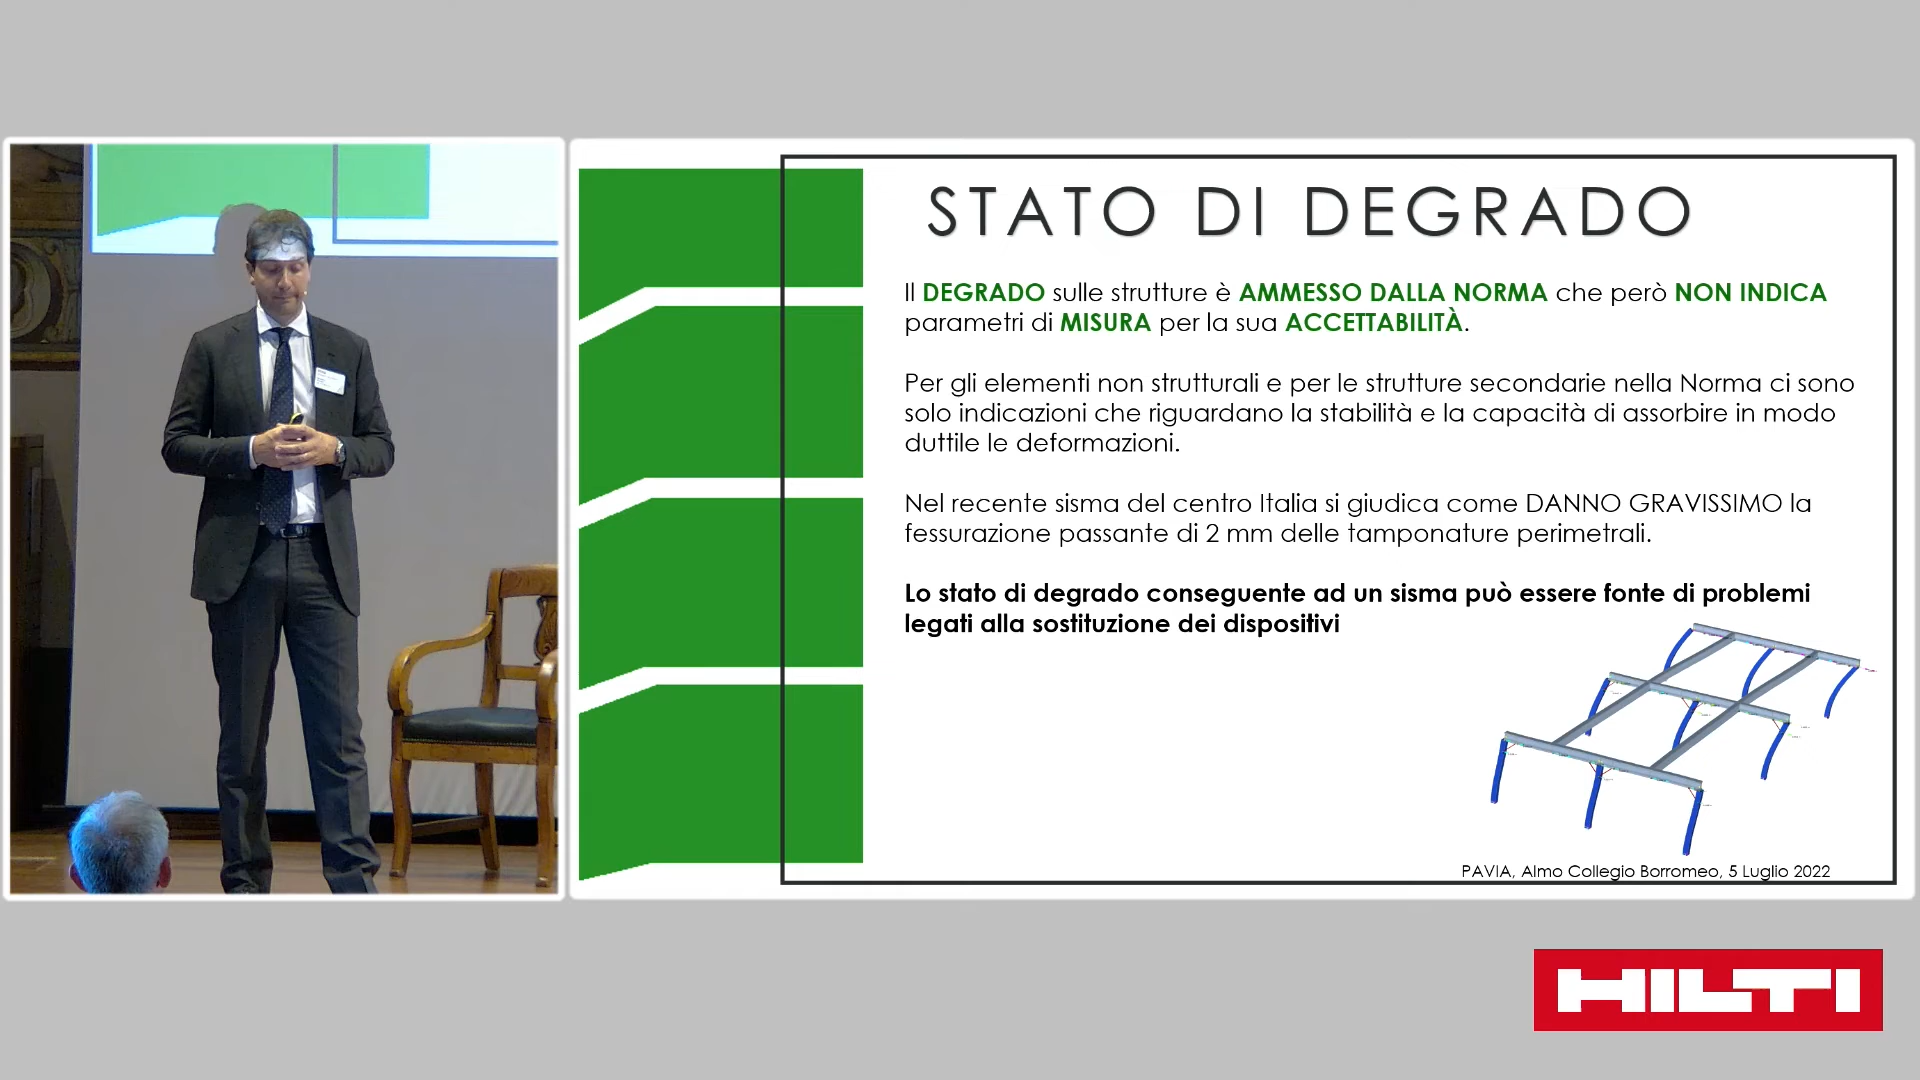 STATO DI DEGRADO
Il DEGRADO sulle strutture è AMMESSO DALLA NORMA che però NON INDICA
parametri di MISURA per la sua ACCETTABILITÀ.
Per gli elementi non strutturali e per le strutture secondarie nella Norma ci sono
solo indicazioni che riguardano la stabilità e la capacità di assorbire in modo
duttile le deformazioni.
Nel recente sisma del centro Italia si giudica come DANNO GRAVISSIMO la
fessurazione passante di 2 mm delle tamponature perimetrali.
Lo stato di degrado conseguente ad un sisma può essere fonte di problemi
legati alla sostituzione dei dispositivi
PAVIA, Almo Collegio Borromeo, 5 Luglio 2022
HILTI